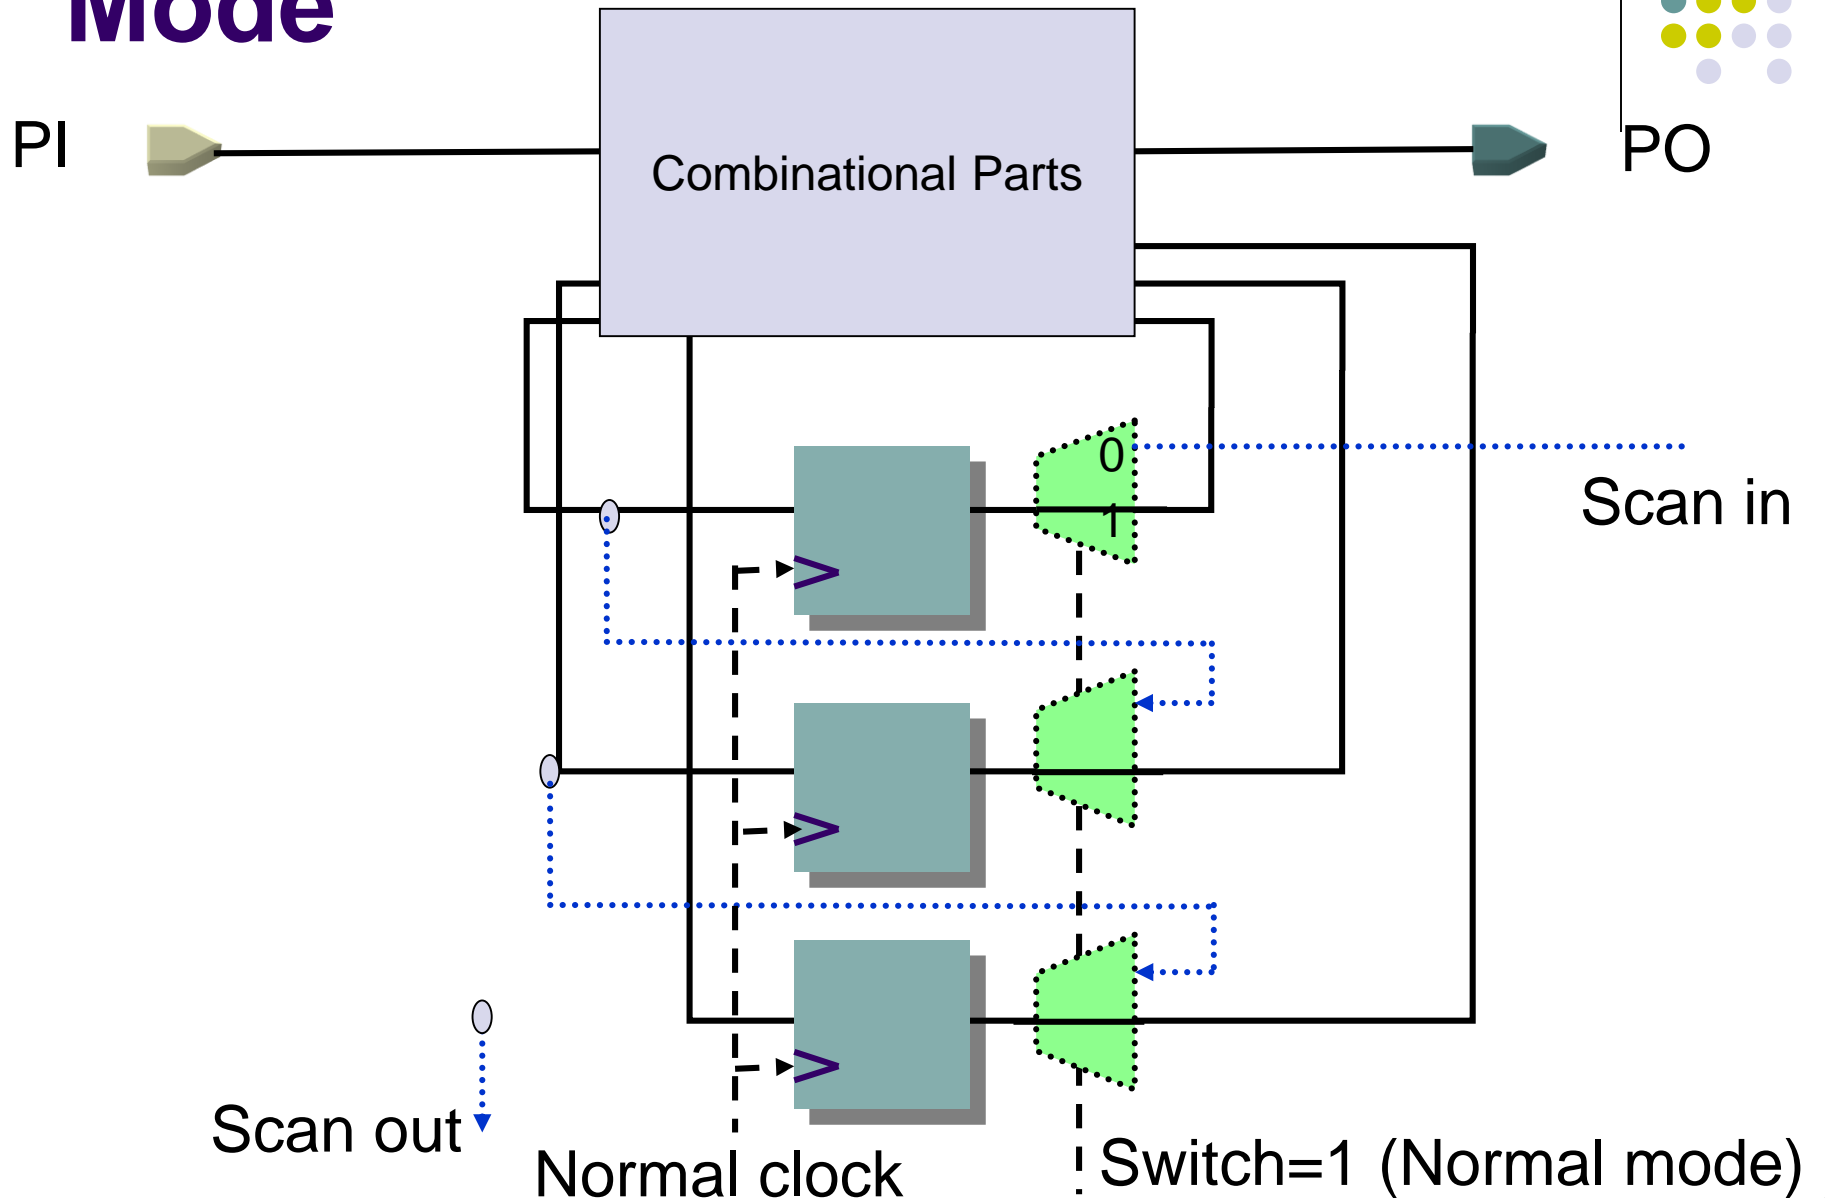 Mode
PI
Combinational Parts
PO
0
1
Scan in
Scan out
Normal clock
Switch=1 (Normal mode)